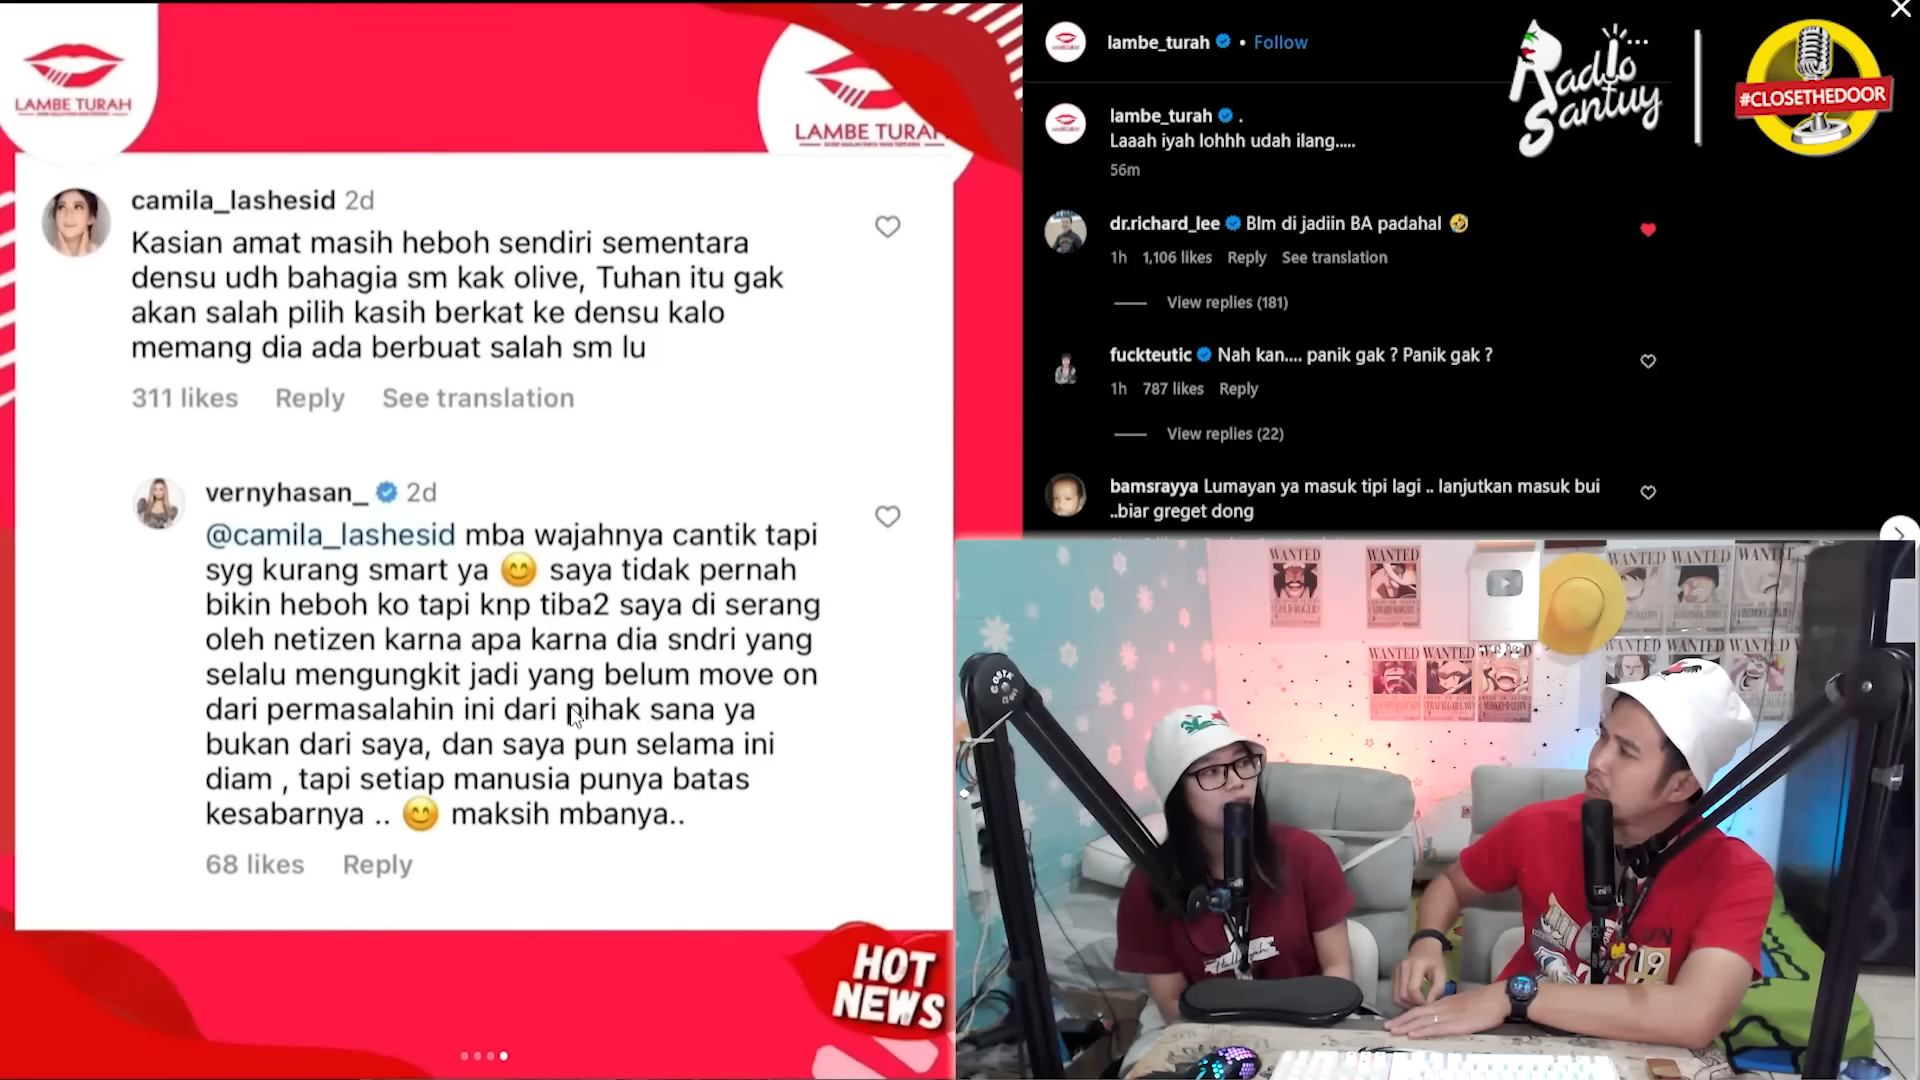 LAMBE TURAH
LAMBE TURAH
camila_lashesid 2d
Kasian amat masih heboh sendiri sementara
densu udh bahagia sm kak olive, Tuhan itu gak
akan salah pilih kasih berkat ke densu kalo
memang dia ada berbuat salah sm lu
311 likes Reply See translation
vernyhasan_ 2d
@camila_lashesid mba wajahnya cantik tapi
syg kurang smart ya 😊 saya tidak pernah
bikin heboh ko tapi knp tiba2 saya di serang
oleh netizen karna apa karna dia sndri yang
selalu mengungkit jadi yang belum move on
dari permasalahin ini dari pihak sana ya
bukan dari saya, dan saya pun selama ini
diam , tapi setiap manusia punya batas
kesabarnya .. 😊 maksih mbanya..
68 likes Reply
HOT
NEWS
lambe_turah • Follow
lambe_turah .
Laaah iyah lohhh udah ilang.....
56m
dr.richard_lee Blm di jadiin BA padahal 🤣
1h 1,106 likes Reply See translation
View replies (181)
fuckteutic Nah kan.... panik gak ? Panik gak ?
1h 787 likes Reply
View replies (22)
bamsrayya Lumayan ya masuk tipi lagi .. lanjutkan masuk bui
..biar greget dong
Radio
Santuy
#CLOSETHEDOOR
WANTED WANTED
GOLD·ROGER
WANTED WANTED WANTED
WANTED WANTED WANTED
WANTED WANTED WANTED
19